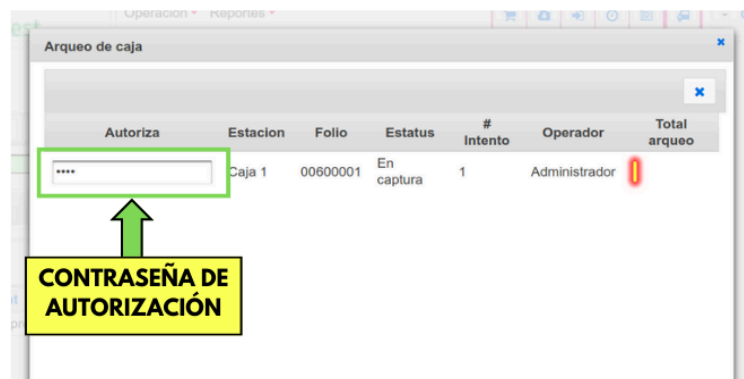 Operación Reportes
Arqueo de caja
Autoriza Estacion Folio Estatus # Intento Operador Total arqueo
**** Caja 1 00600001 En captura 1 Administrador
CONTRASEÑA DE
AUTORIZACIÓN